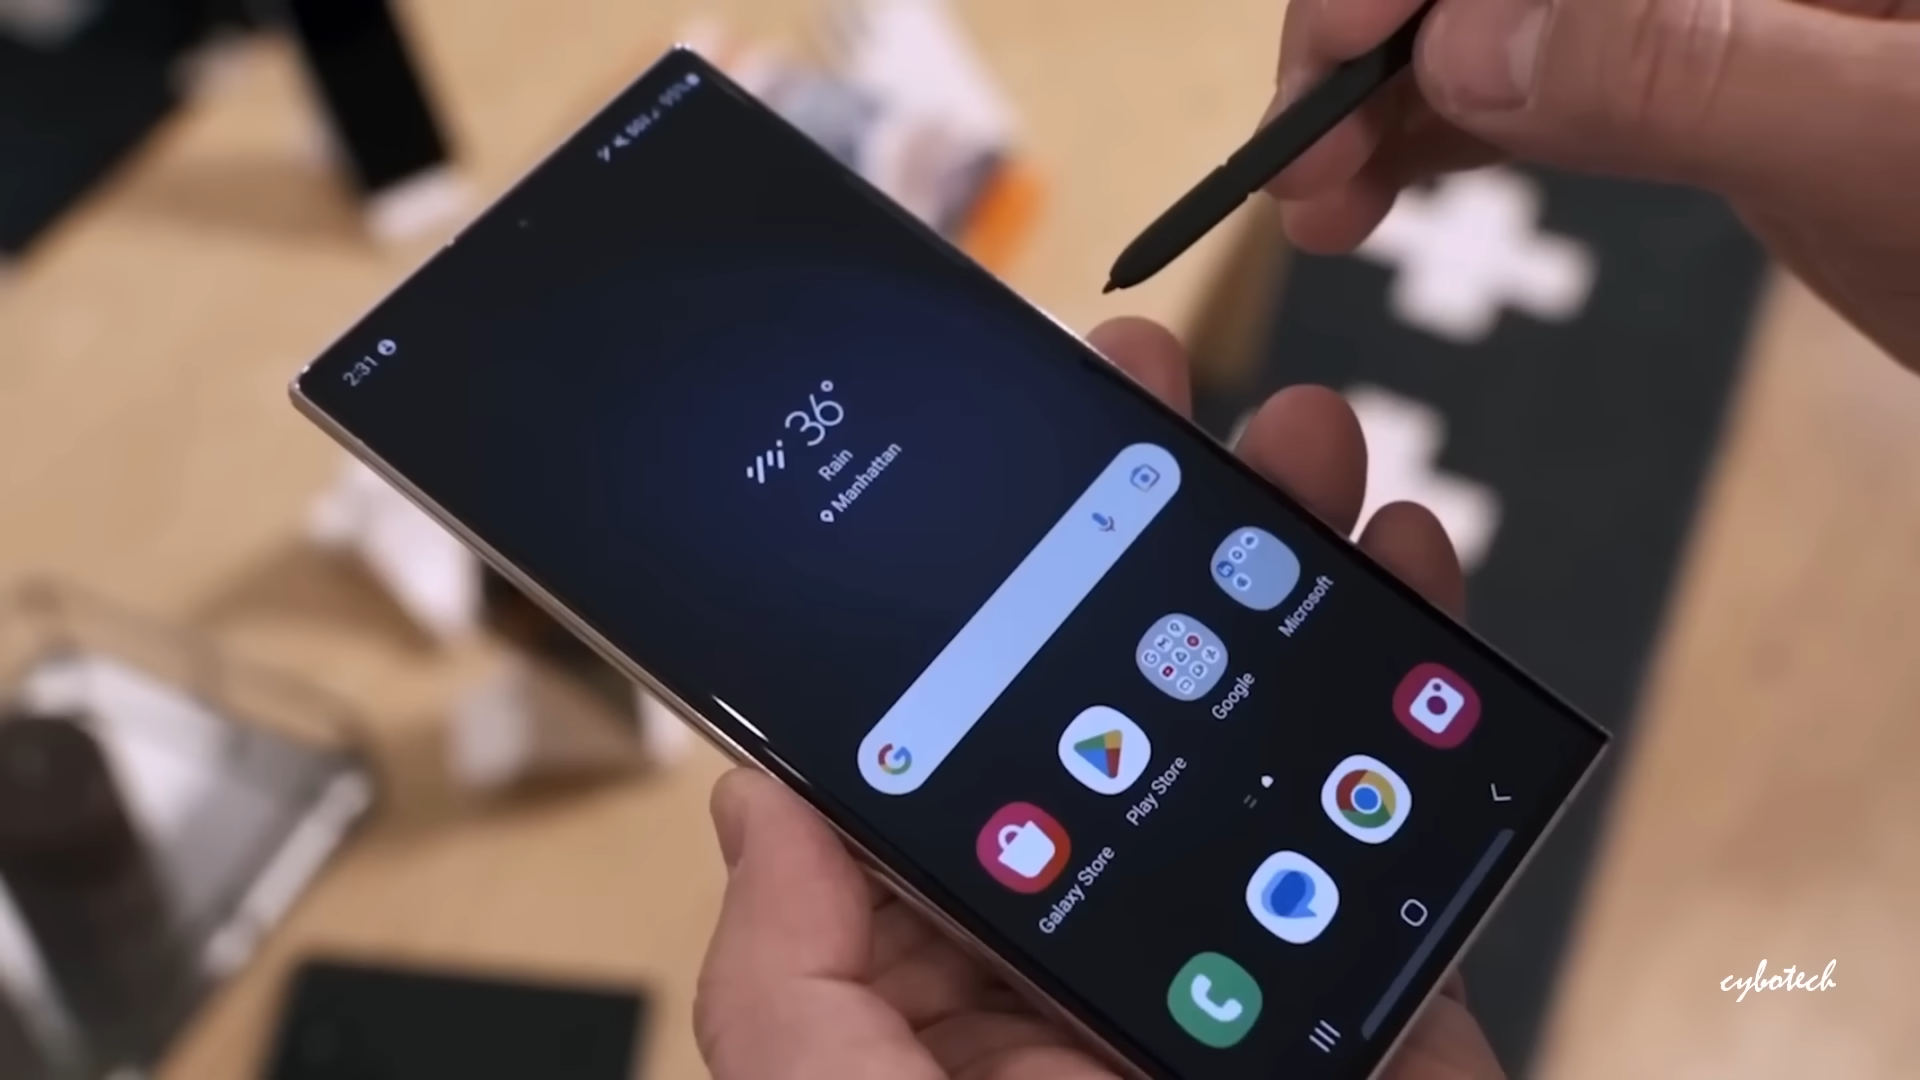 2:31
36°
Rain
Manhattan
G
Microsoft
Google
Play Store
Galaxy Store
cybotech